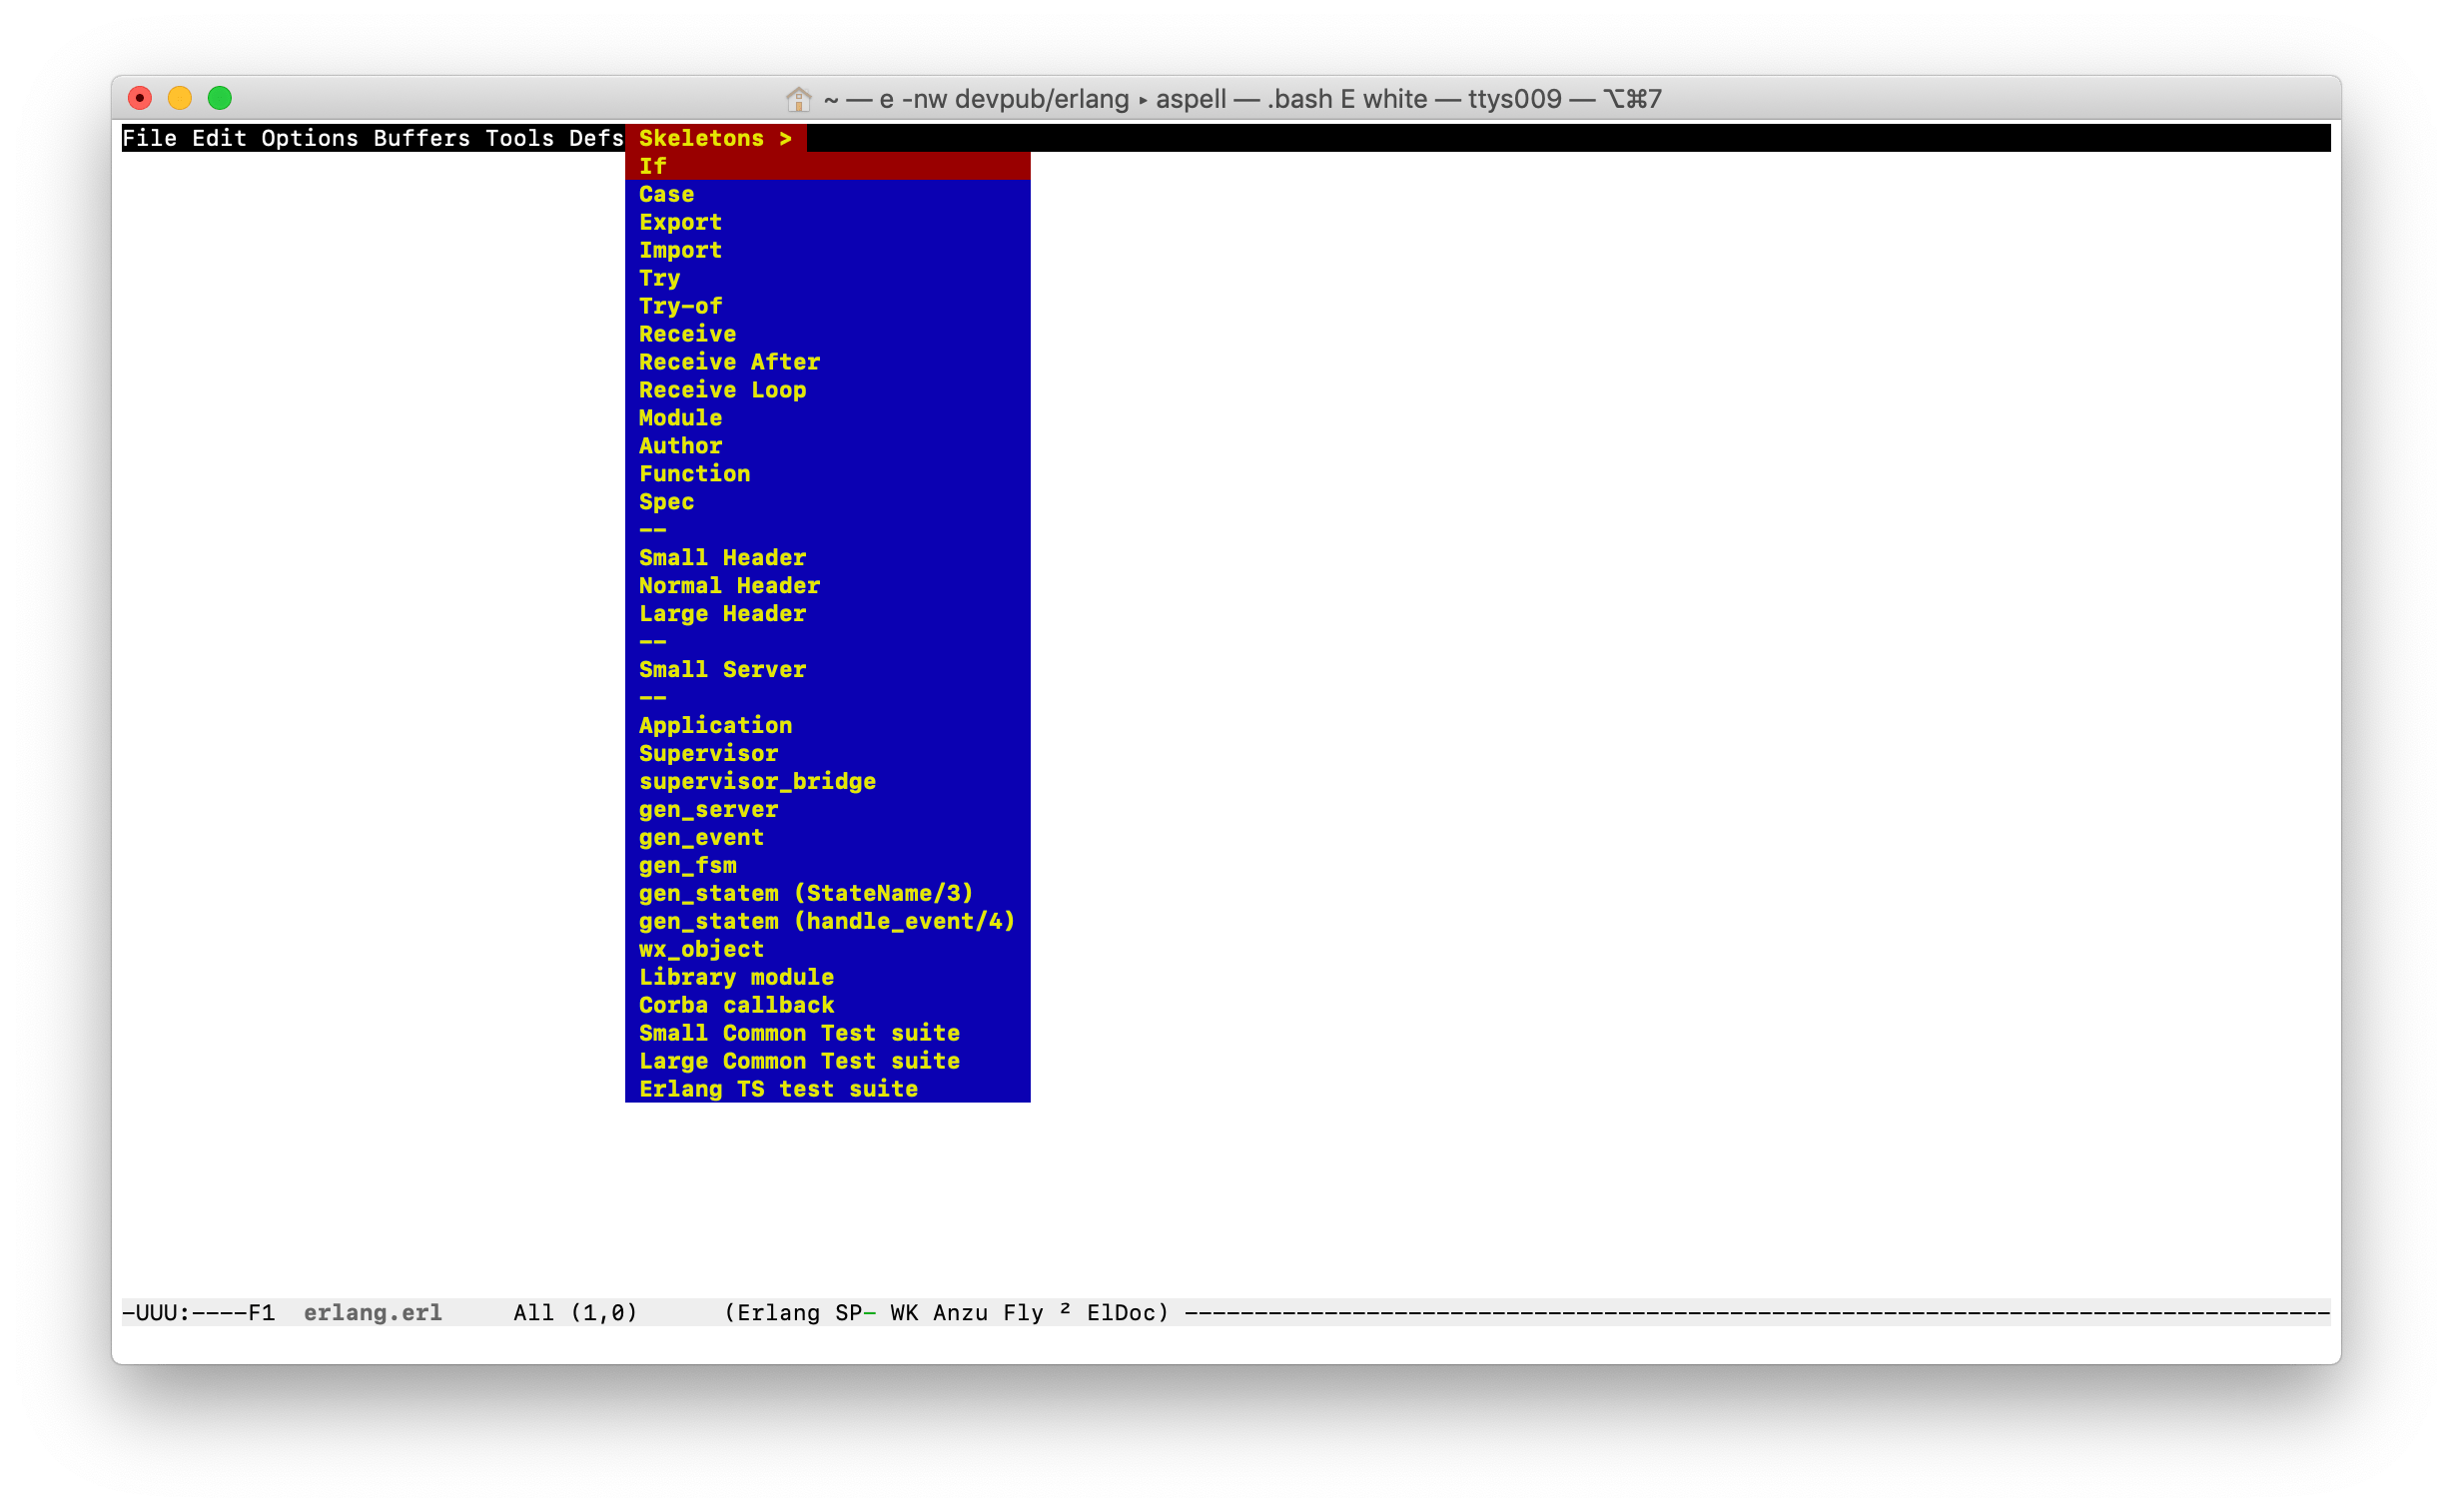 ~ — e -nw devpub/erlang ▸ aspell — .bash E white — ttys009 — ⌥⌘7
File Edit Options Buffers Tools Defs Skeletons >
If
Case
Export
Import
Try
Try-of
Receive
Receive After
Receive Loop
Module
Author
Function
Spec
--
Small Header
Normal Header
Large Header
--
Small Server
--
Application
Supervisor
supervisor_bridge
gen_server
gen_event
gen_fsm
gen_statem (StateName/3)
gen_statem (handle_event/4)
wx_object
Library module
Corba callback
Small Common Test suite
Large Common Test suite
Erlang TS test suite
-UUU:----F1  erlang.erl     All (1,0)      (Erlang SP- WK Anzu Fly ² ElDoc) ----------------------------------------------------------------------------------